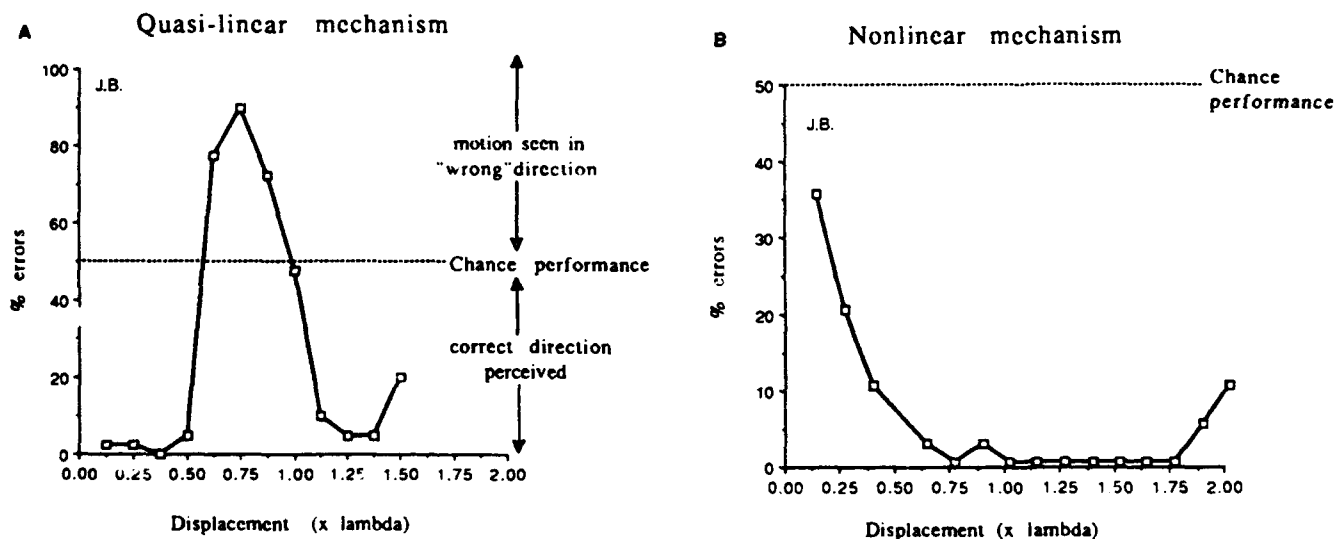 A
Quasi-linear mechanism
J.B.
100
80
60
40
20
0
% errors
motion seen in
"wrong" direction
Chance performance
correct direction
perceived
0.00 0.25 0.50 0.75 1.00 1.25 1.50 1.75 2.00
Displacement (x lambda)
B
Nonlinear mechanism
Chance
performance
J.B.
50
40
30
20
10
0
% errors
0.00 0.25 0.50 0.75 1.00 1.25 1.50 1.75 2.00
Displacement (x lambda)